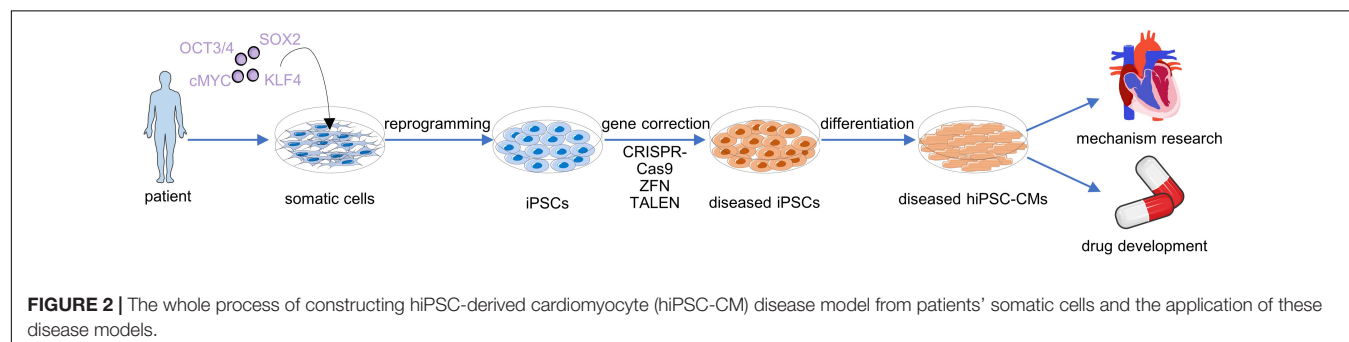 OCT3/4
SOX2
cMYC
KLF4
reprogramming
gene correction
differentiation
CRISPR-
Cas9
ZFN
TALEN
mechanism research
patient
somatic cells
iPSCs
diseased iPSCs
diseased hiPSC-CMs
drug development
FIGURE 2 | The whole process of constructing hiPSC-derived cardiomyocyte (hiPSC-CM) disease model from patients' somatic cells and the application of these
disease models.